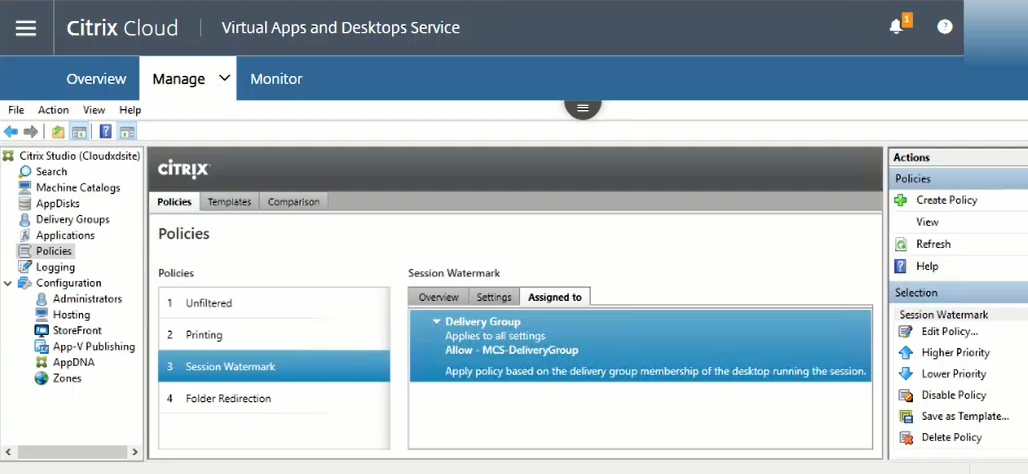 Citrix Cloud
Virtual Apps and Desktops Service
1
?
Overview
Manage
Monitor
File Action View Help
?
Citrix Studio (Cloudxdsite)
Search
Machine Catalogs
AppDisks
Delivery Groups
Applications
Policies
Logging
Configuration
Administrators
Hosting
StoreFront
App-V Publishing
AppDNA
Zones
CİTRIX
Policies Templates Comparison
Policies
Policies
1 Unfiltered
2 Printing
3 Session Watermark
4 Folder Redirection
Session Watermark
Overview Settings Assigned to
Delivery Group
Applies to all settings
Allow - MCS-DeliveryGroup
Apply policy based on the delivery group membership of the desktop running the session.
Actions
Policies
Create Policy
View
Refresh
? Help
Selection
Session Watermark
Edit Policy...
Higher Priority
Lower Priority
Disable Policy
Save as Template...
Delete Policy